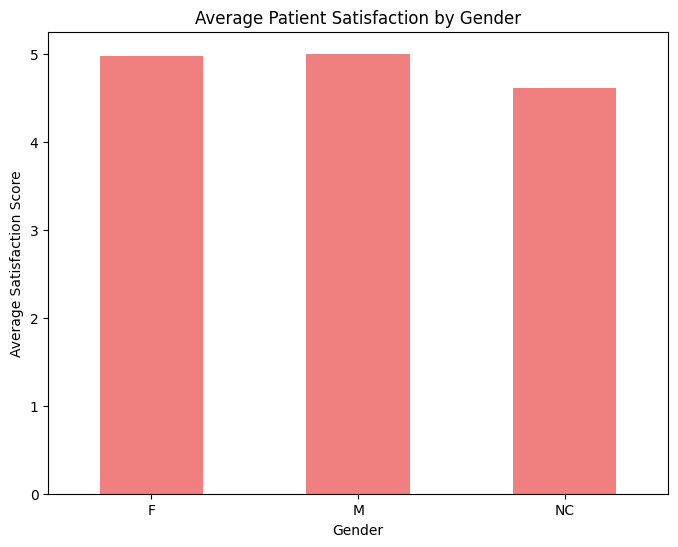 Average Patient Satisfaction by Gender
Average Satisfaction Score
5
4
3
2
1
0
F
M
NC
Gender